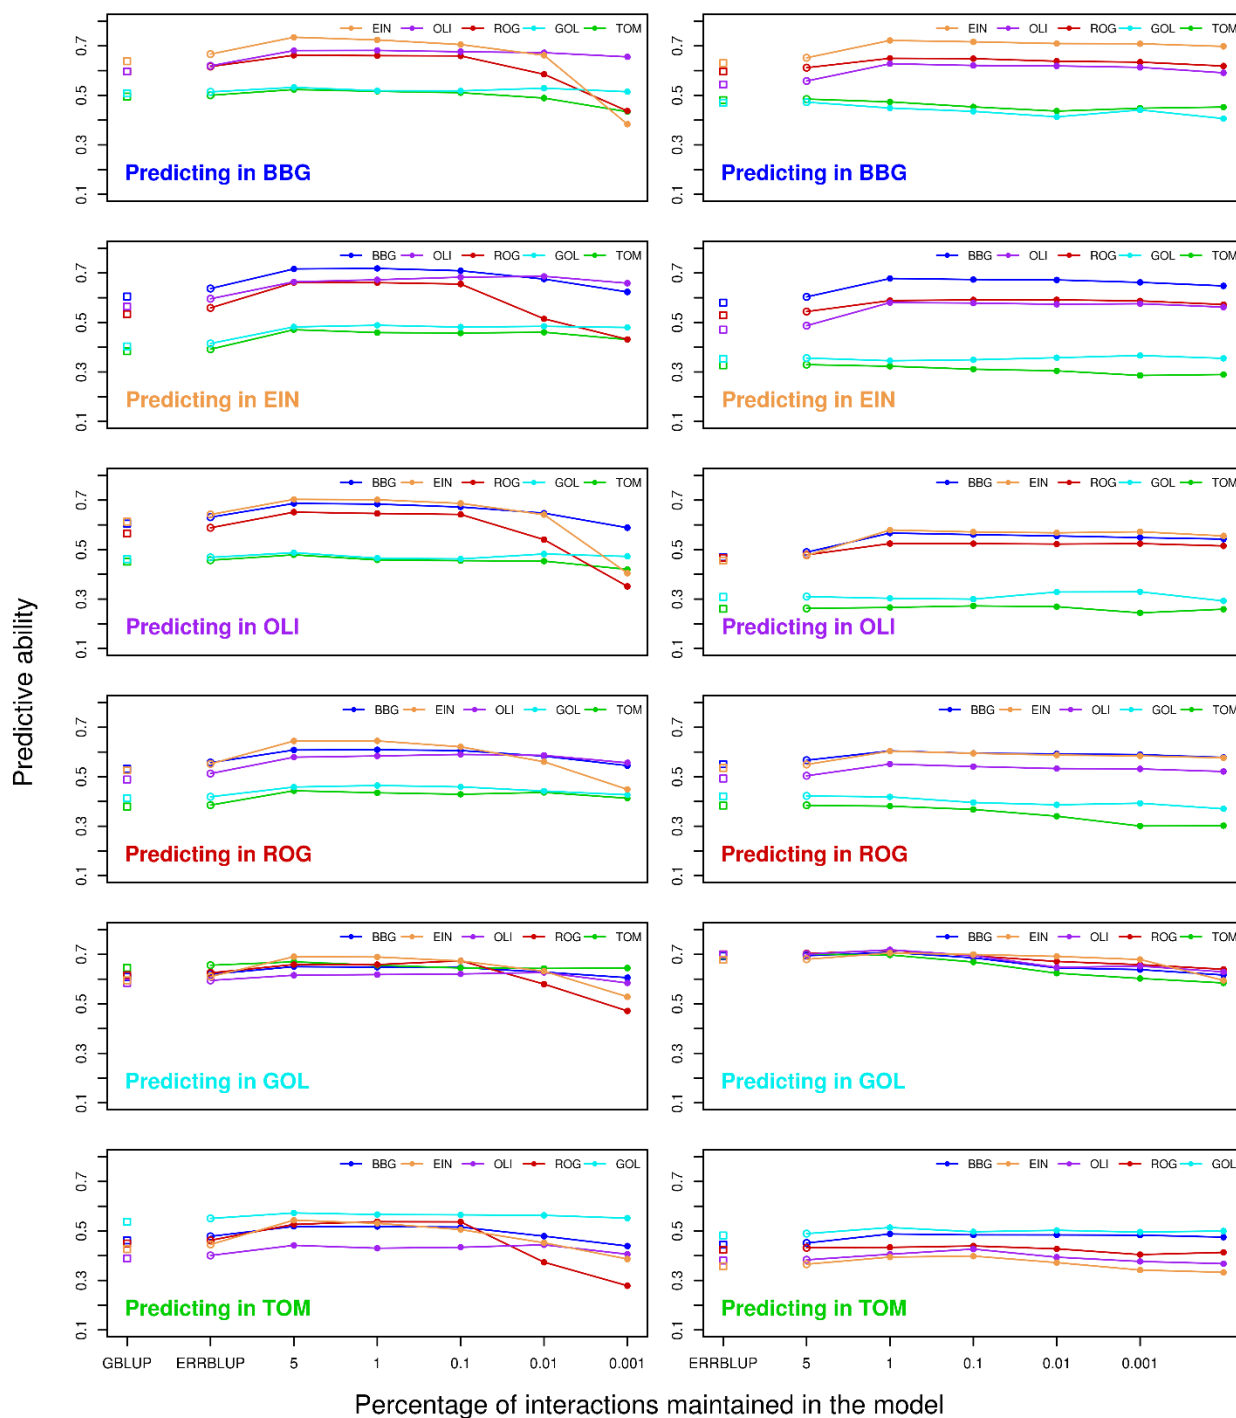 EIN OLI ROG GOL TOM
0.1 0.3 0.5 0.7
Predicting in BBG
EIN OLI ROG GOL TOM
0.1 0.3 0.5 0.7
Predicting in BBG
BBG OLI ROG GOL TOM
0.1 0.3 0.5 0.7
Predicting in EIN
BBG OLI ROG GOL TOM
0.1 0.3 0.5 0.7
Predicting in EIN
BBG EIN ROG GOL TOM
0.1 0.3 0.5 0.7
Predicting in OLI
BBG EIN ROG GOL TOM
0.1 0.3 0.5 0.7
Predicting in OLI
Predictive ability
BBG EIN OLI GOL TOM
0.1 0.3 0.5 0.7
Predicting in ROG
BBG EIN OLI GOL TOM
0.1 0.3 0.5 0.7
Predicting in ROG
BBG EIN OLI ROG TOM
0.1 0.3 0.5 0.7
Predicting in GOL
BBG EIN OLI ROG TOM
0.1 0.3 0.5 0.7
Predicting in GOL
BBG EIN OLI ROG GOL
0.1 0.3 0.5 0.7
Predicting in TOM
BBG EIN OLI ROG GOL
0.1 0.3 0.5 0.7
Predicting in TOM
GBLUP ERRBLUP 5 1 0.1 0.01 0.001
ERRBLUP 5 1 0.1 0.01 0.001
Percentage of interactions maintained in the model